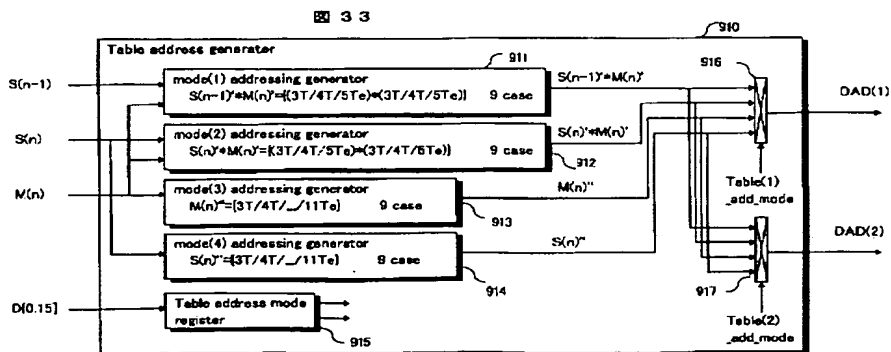 図 33
910
Table address generator
911
mode(1) addressing generator
S(n-1)'*M(n)'={(3T/4T/5Te)*(3T/4T/5Te)} 9 case
S(n-1)
S(n-1)'*M(n)'
916
DAD(1)
mode(2) addressing generator
S(n)'*M(n)'={(3T/4T/5Te)*(3T/4T/5Te)} 9 case
S(n)
S(n)'*M(n)'
912
M(n)
mode(3) addressing generator
M(n)"={3T/4T/.../11Te} 9 case
M(n)"
913
Table(1)
_add_mode
mode(4) addressing generator
S(n)"={3T/4T/.../11Te} 9 case
S(n)"
914
DAD(2)
917
D[0.15]
Table address mode
register
915
Table(2)
_add_mode